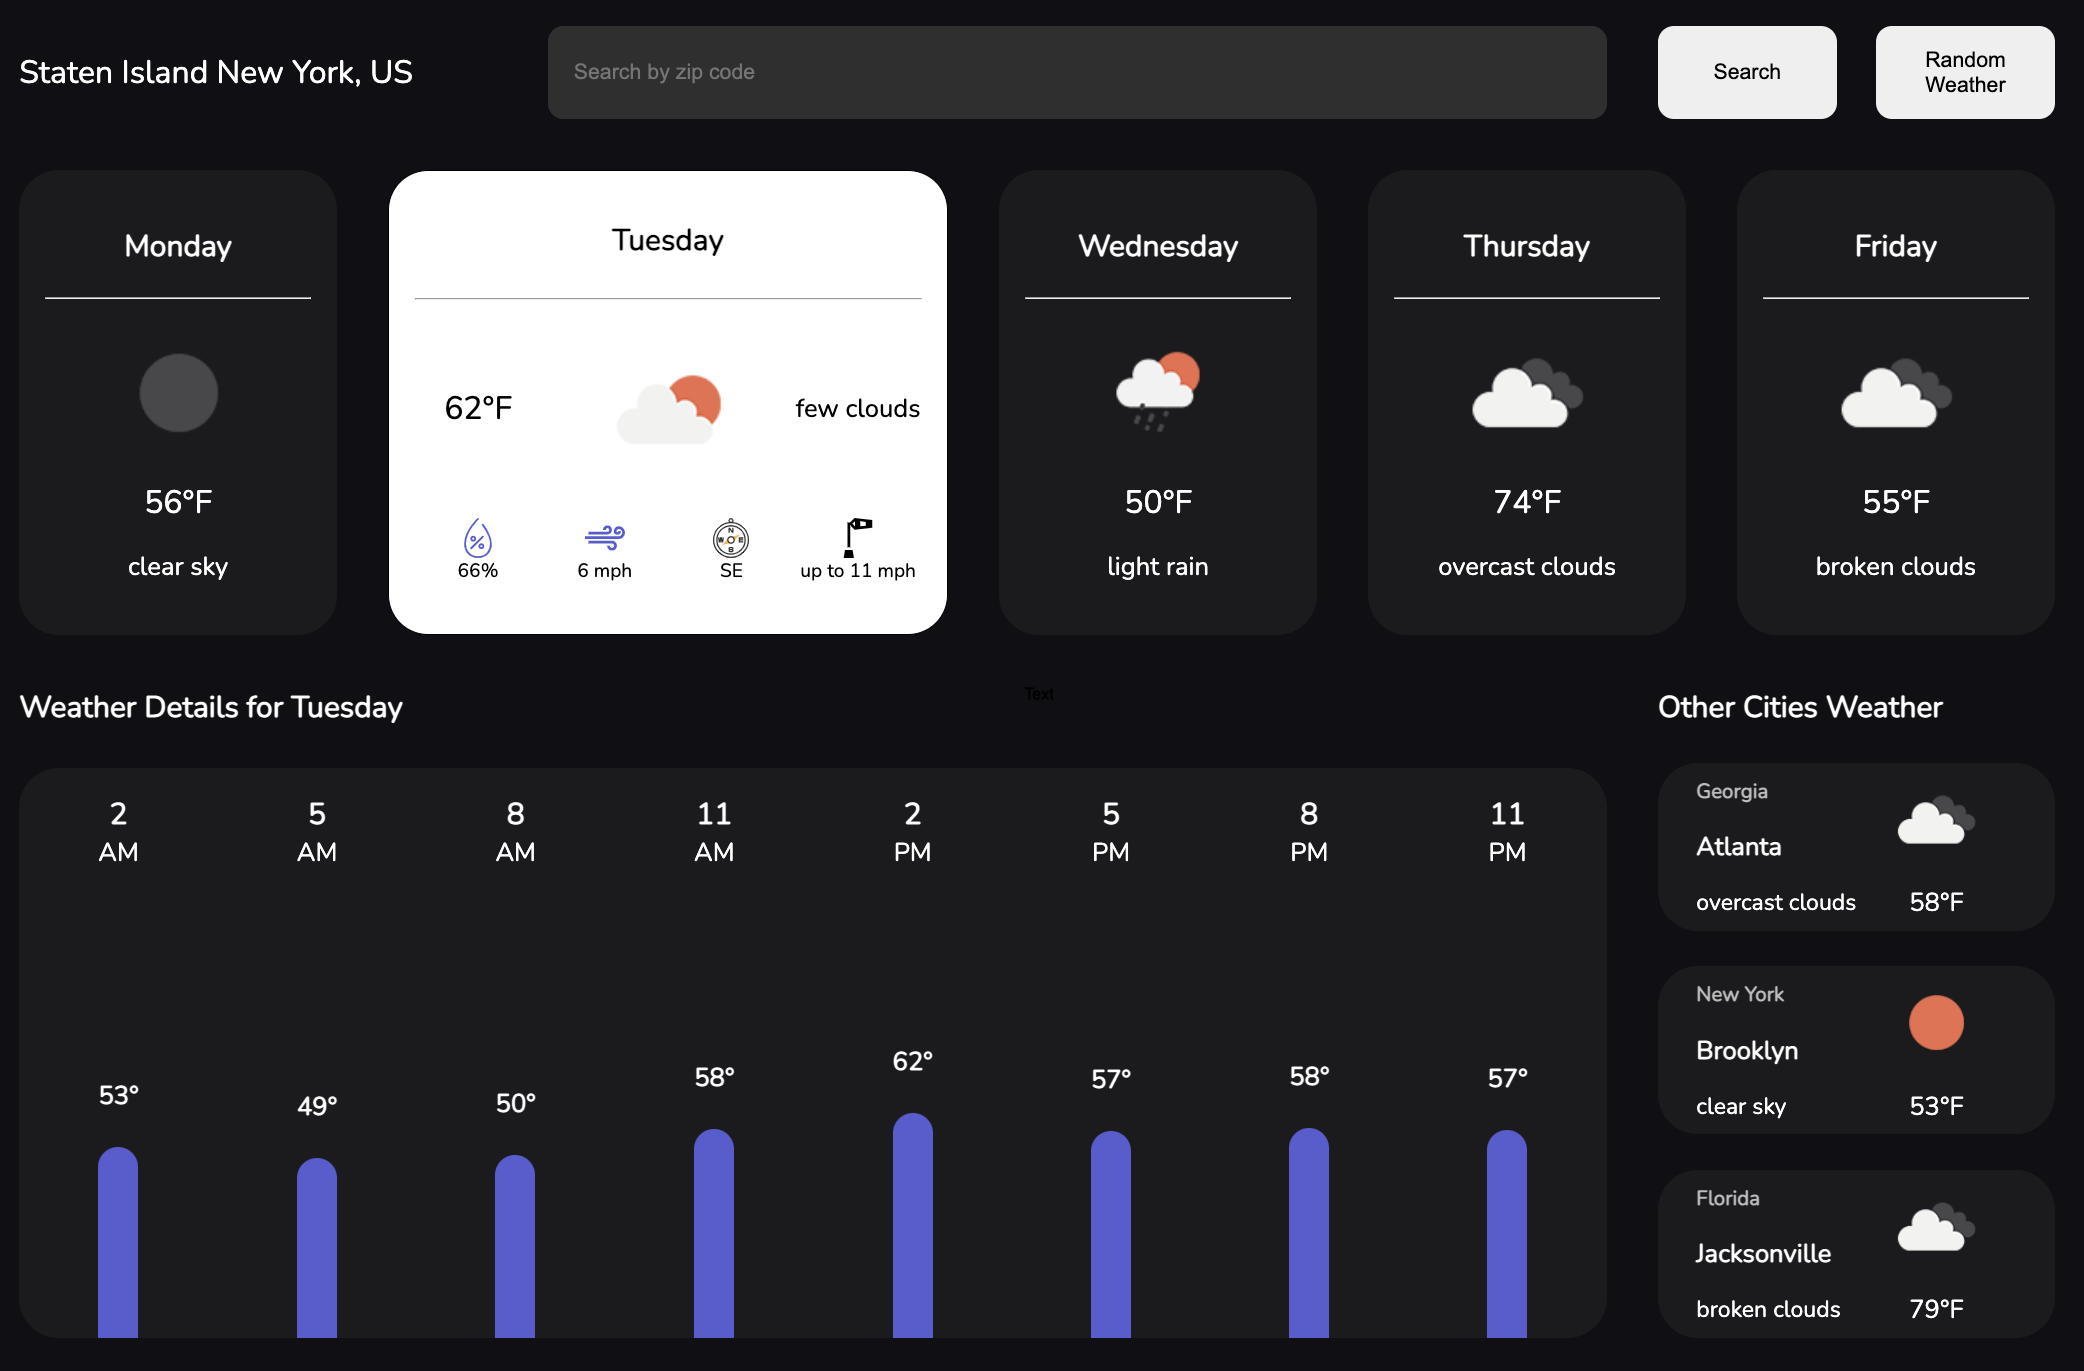 Staten Island New York, US
Search by zip code
Search
Random
Weather
Monday
56°F
clear sky
Tuesday
62°F
few clouds
66%
6 mph
SE
up to 11 mph
Wednesday
50°F
light rain
Thursday
74°F
overcast clouds
Friday
55°F
broken clouds
Weather Details for Tuesday
Text
2
AM
5
AM
8
AM
11
AM
2
PM
5
PM
8
PM
11
PM
53°
49°
50°
58°
62°
57°
58°
57°
Other Cities Weather
Georgia
Atlanta
overcast clouds
58°F
New York
Brooklyn
clear sky
53°F
Florida
Jacksonville
broken clouds
79°F